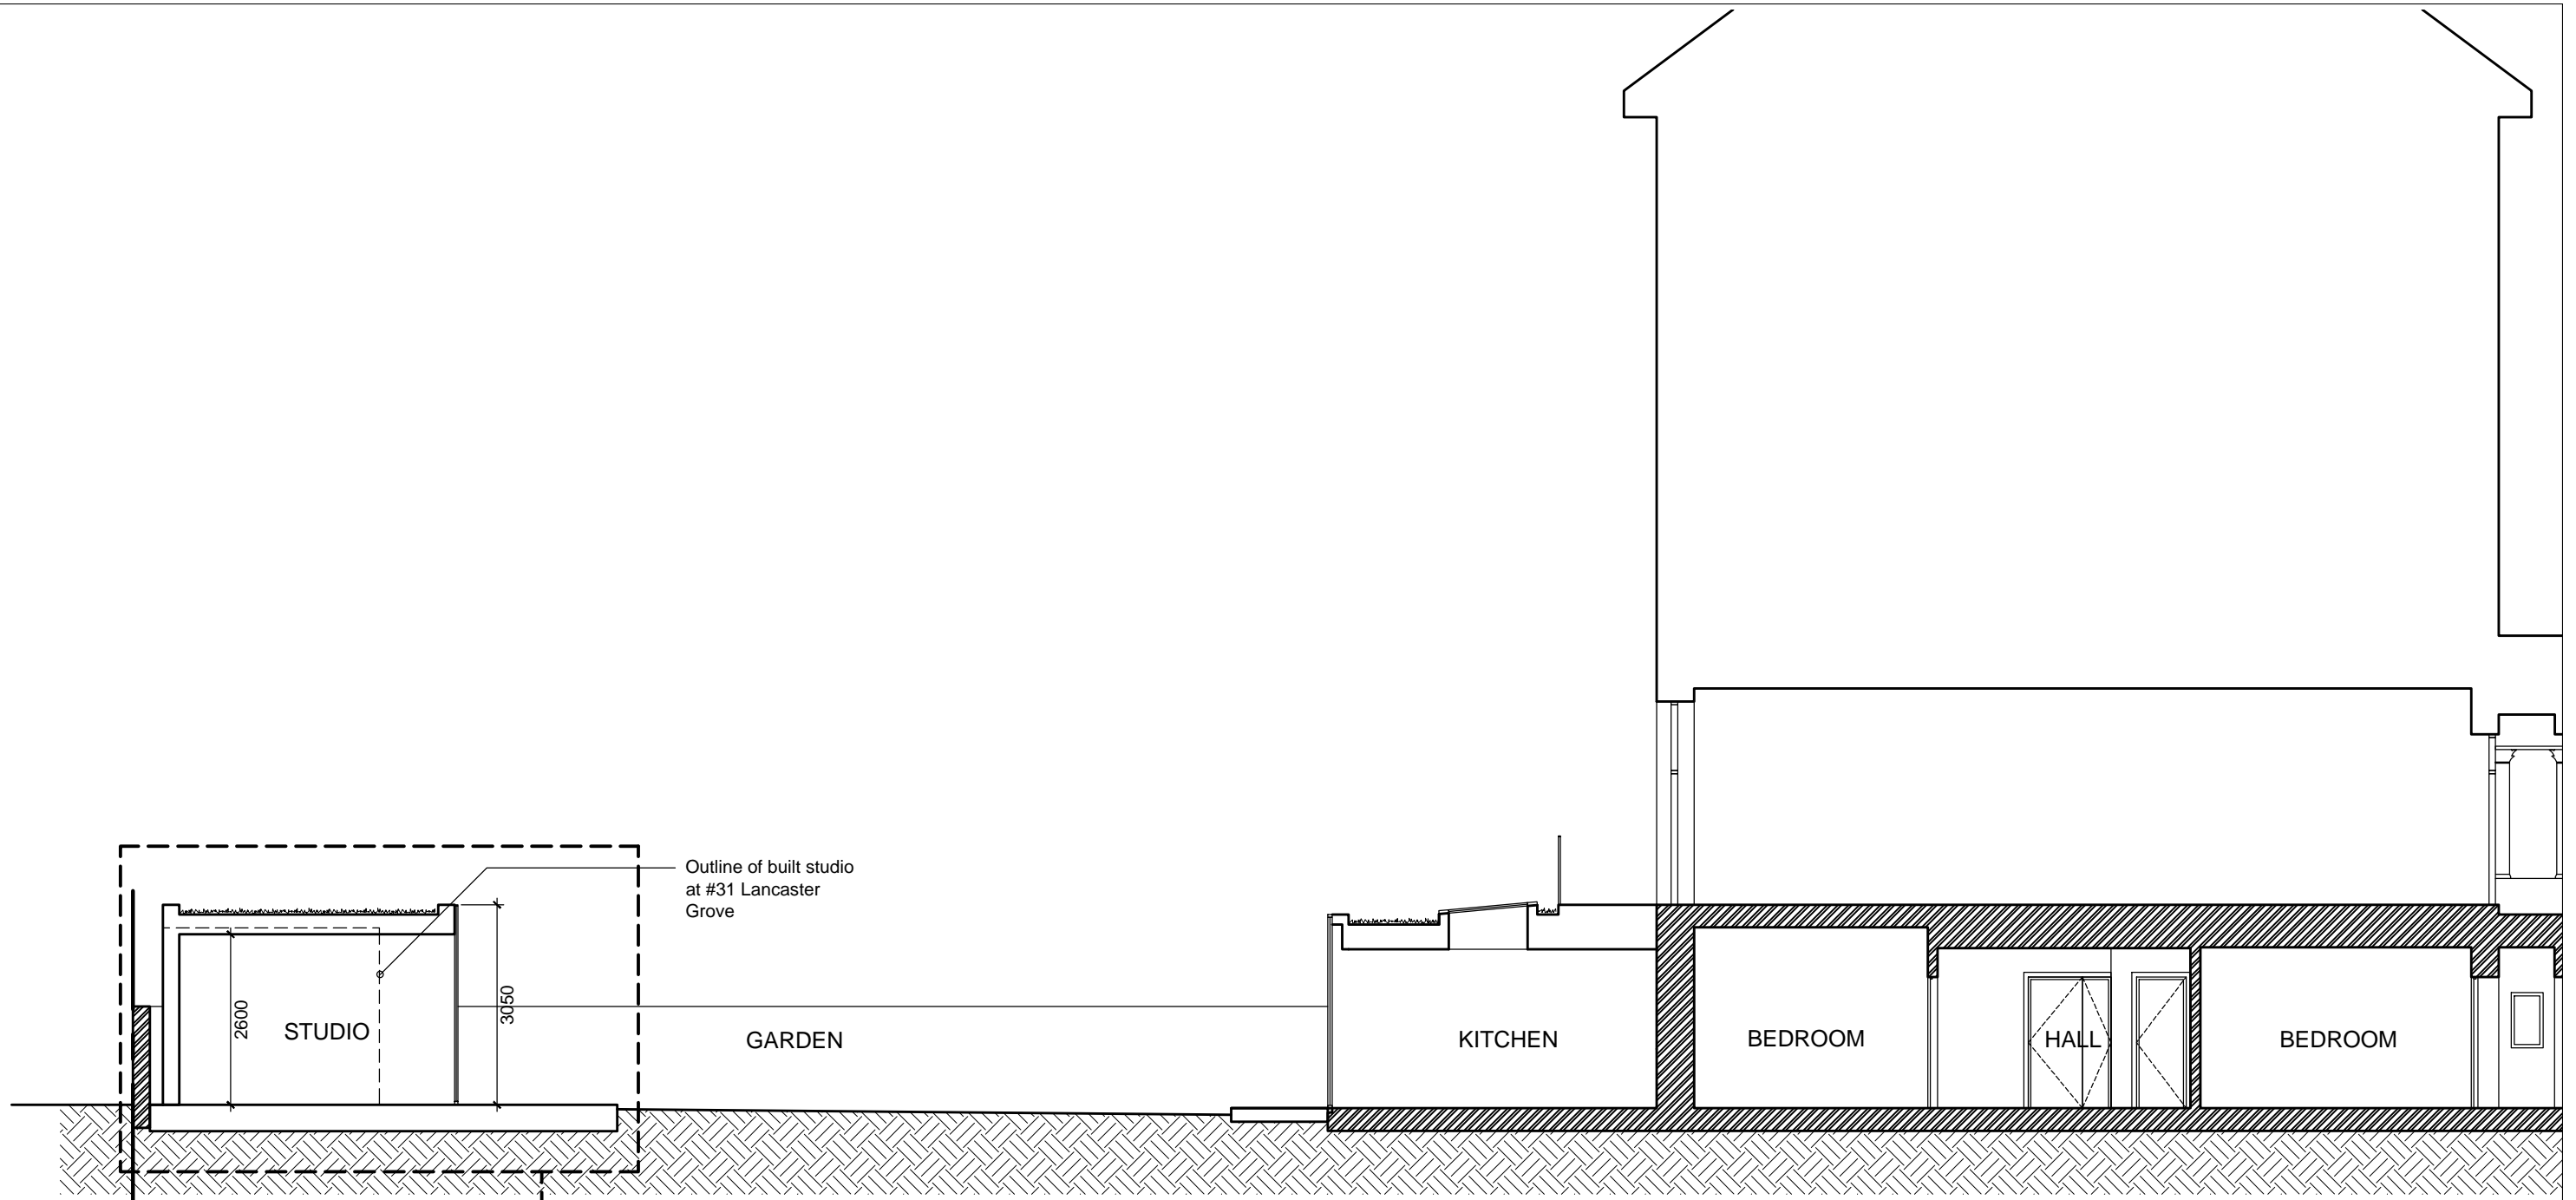 Outline of built studio
at #31 Lancaster
Grove
2600
STUDIO
3050
GARDEN
KITCHEN
BEDROOM
HALL
BEDROOM